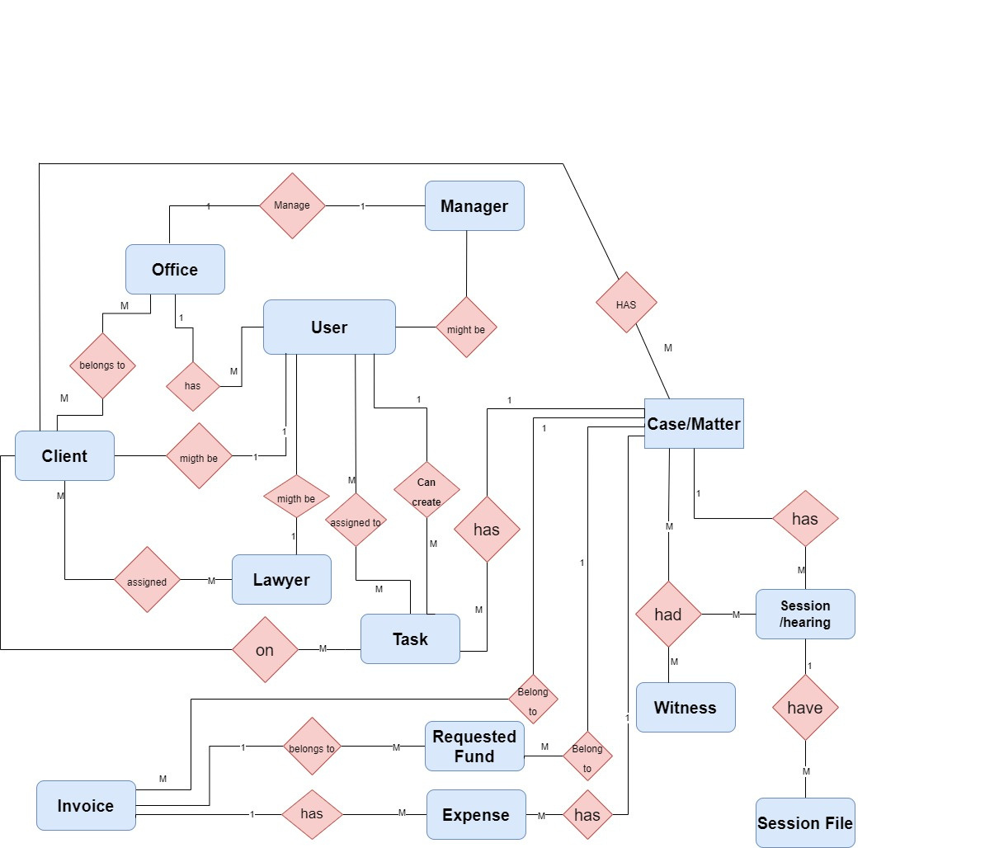 Manager
1
Manage
1
Office
HAS
M
1
User
might be
M
belongs to
M
has
M
1
1
Case/Matter
1
1
Client
migth be
1
M
Can
create
migth be
M
1
has
assigned to
M
has
1
M
1
M
Lawyer
assigned
M
M
Session
/hearing
M
had
M
Task
on
M
M
1
Belong
to
Witness
have
1
Requested
Fund
belongs to
1
M
M
Belong
to
M
M
Invoice
has
1
M
Expense
M
has
Session File